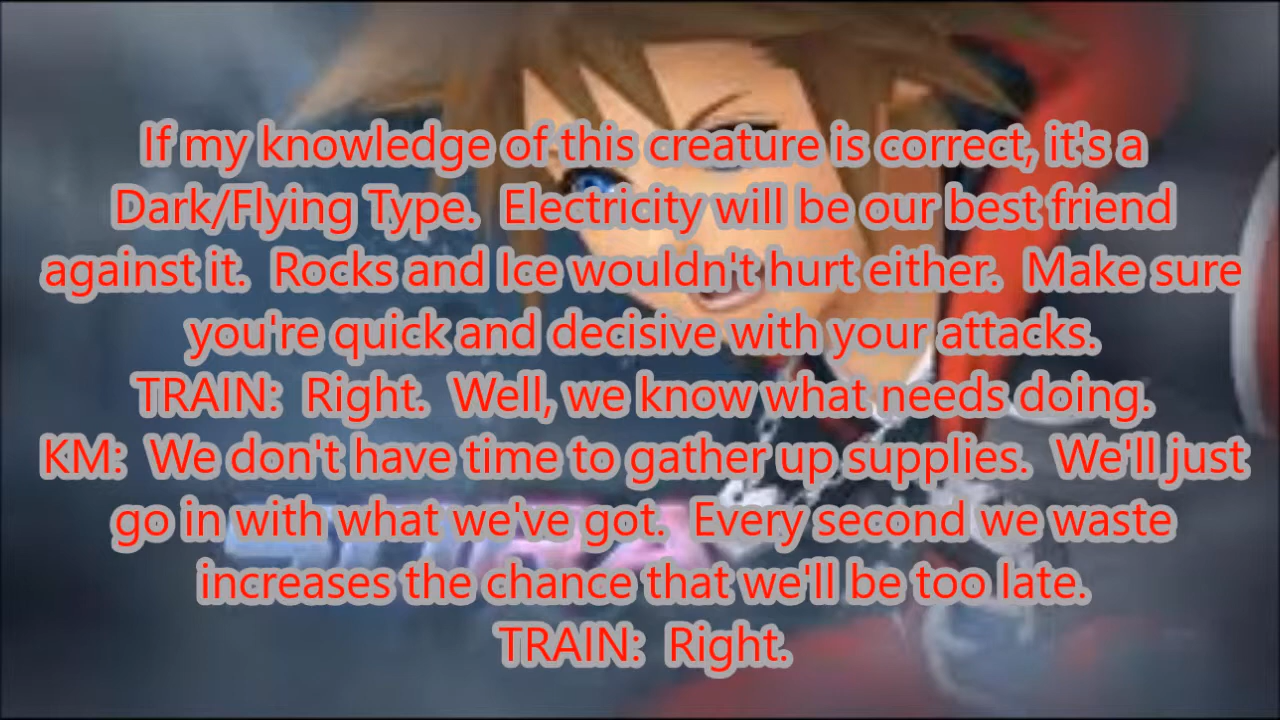 If my knowledge of this creature is correct, it's a
Dark/Flying Type.  Electricity will be our best friend
against it.  Rocks and Ice wouldn't hurt either.  Make sure
you're quick and decisive with your attacks.
TRAIN:  Right.  Well, we know what needs doing.
KM:  We don't have time to gather up supplies.  We'll just
go in with what we've got.  Every second we waste
increases the chance that we'll be too late.
TRAIN:  Right.
SORA